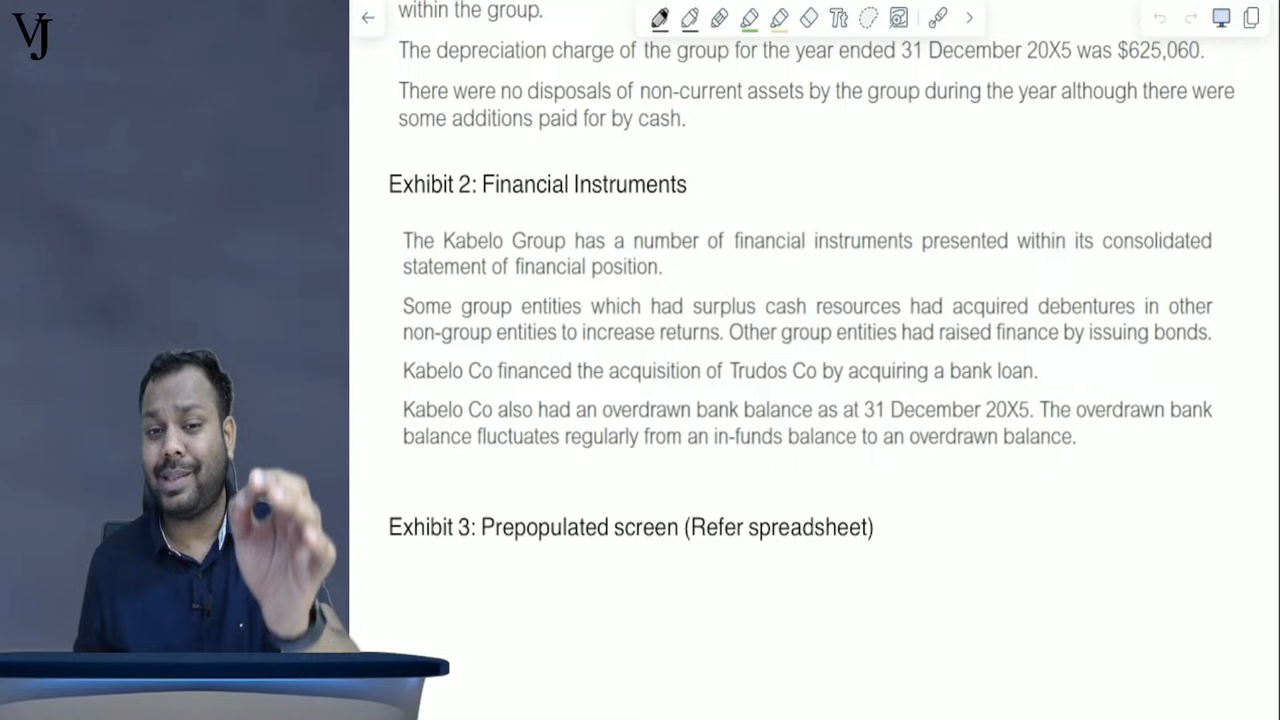 VJ
within the group.
The depreciation charge of the group for the year ended 31 December 20X5 was $625,060.
There were no disposals of non-current assets by the group during the year although there were
some additions paid for by cash.
Exhibit 2: Financial Instruments
The Kabelo Group has a number of financial instruments presented within its consolidated
statement of financial position.
Some group entities which had surplus cash resources had acquired debentures in other
non-group entities to increase returns. Other group entities had raised finance by issuing bonds.
Kabelo Co financed the acquisition of Trudos Co by acquiring a bank loan.
Kabelo Co also had an overdrawn bank balance as at 31 December 20X5. The overdrawn bank
balance fluctuates regularly from an in-funds balance to an overdrawn balance.
Exhibit 3: Prepopulated screen (Refer spreadsheet)